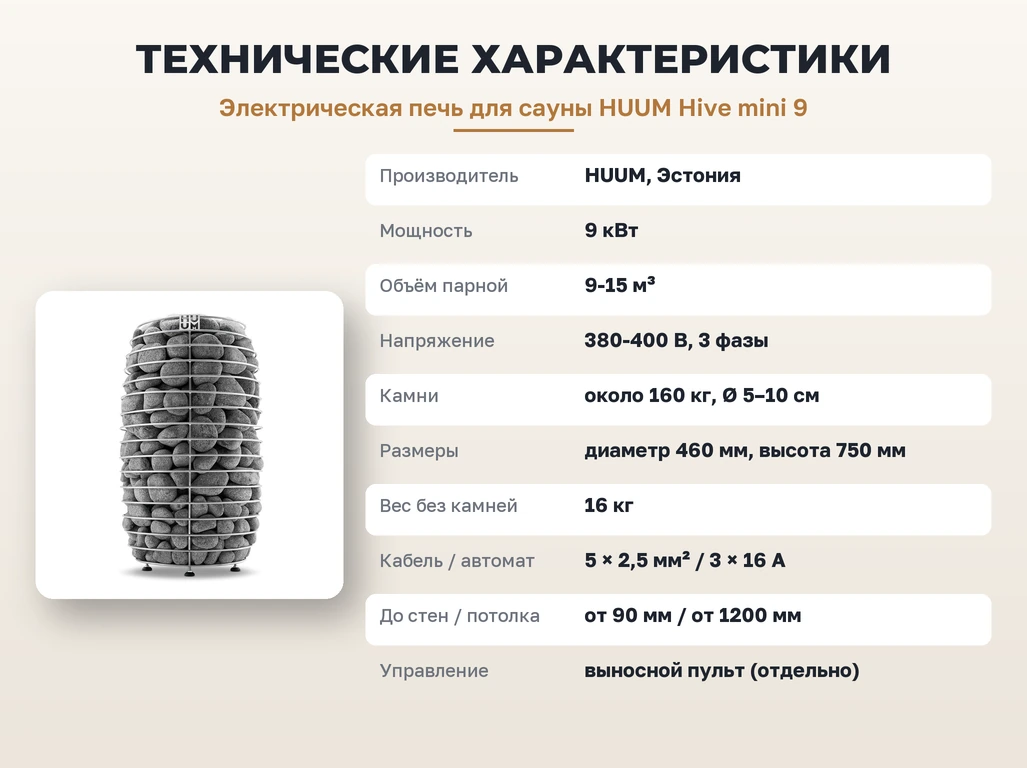 ТЕХНИЧЕСКИЕ ХАРАКТЕРИСТИКИ
Электрическая печь для сауны HUUM Hive mini 9
Производитель HUUM, Эстония
Мощность 9 кВт
Объём парной 9-15 м³
Напряжение 380-400 В, 3 фазы
Камни около 160 кг, Ø 5–10 см
Размеры диаметр 460 мм, высота 750 мм
Вес без камней 16 кг
Кабель / автомат 5 × 2,5 мм² / 3 × 16 А
До стен / потолка от 90 мм / от 1200 мм
Управление выносной пульт (отдельно)
HU
UM